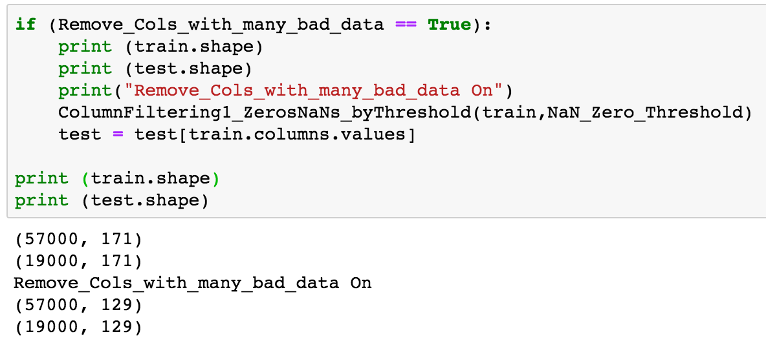 if (Remove_Cols_with_many_bad_data == True):
    print (train.shape)
    print (test.shape)
    print("Remove_Cols_with_many_bad_data On")
    ColumnFiltering1_ZerosNaNs_byThreshold(train,NaN_Zero_Threshold)
    test = test[train.columns.values]
print (train.shape)
print (test.shape)
(57000, 171)
(19000, 171)
Remove_Cols_with_many_bad_data On
(57000, 129)
(19000, 129)